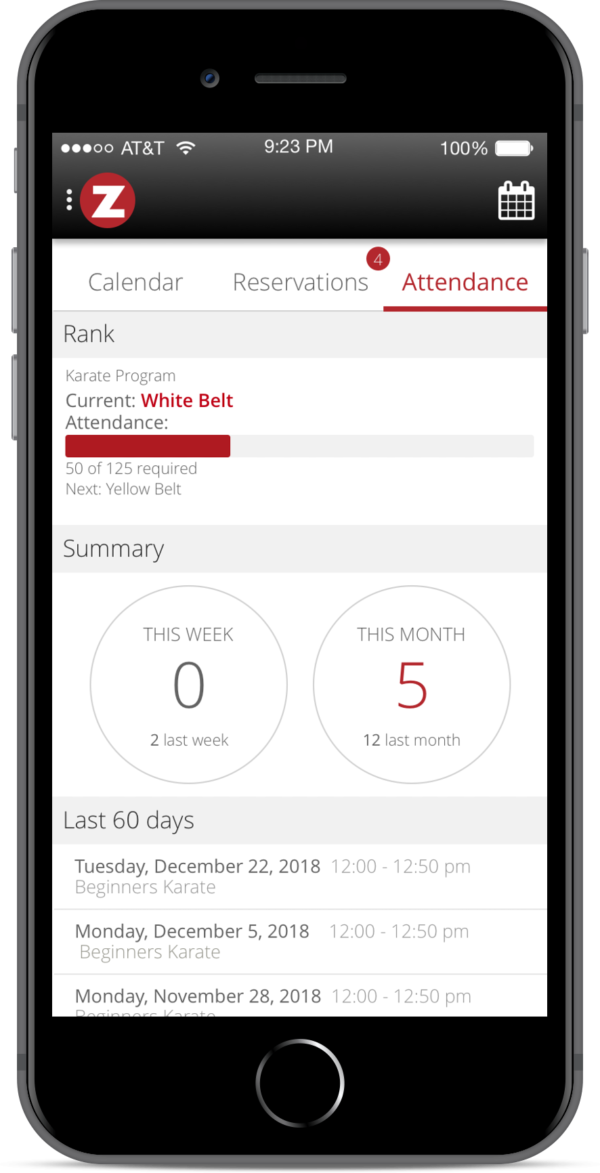 AT&T 9:23 PM 100%
Z
4
Calendar Reservations Attendance
Rank
Karate Program
Current: White Belt
Attendance:
50 of 125 required
Next: Yellow Belt
Summary
THIS WEEK
0
2 last week
THIS MONTH
5
12 last month
Last 60 days
Tuesday, December 22, 2018 12:00 - 12:50 pm
Beginners Karate
Monday, December 5, 2018 12:00 - 12:50 pm
Beginners Karate
Monday, November 28, 2018 12:00 - 12:50 pm
Beginners Karate